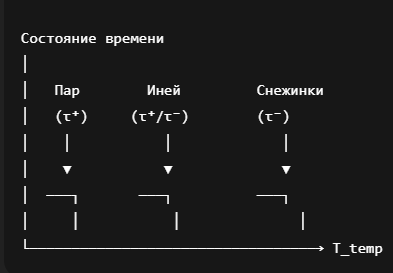 Состояние времени
Пар Иней Снежинки
(τ⁺) (τ⁺/τ⁻) (τ⁻)
T_temp